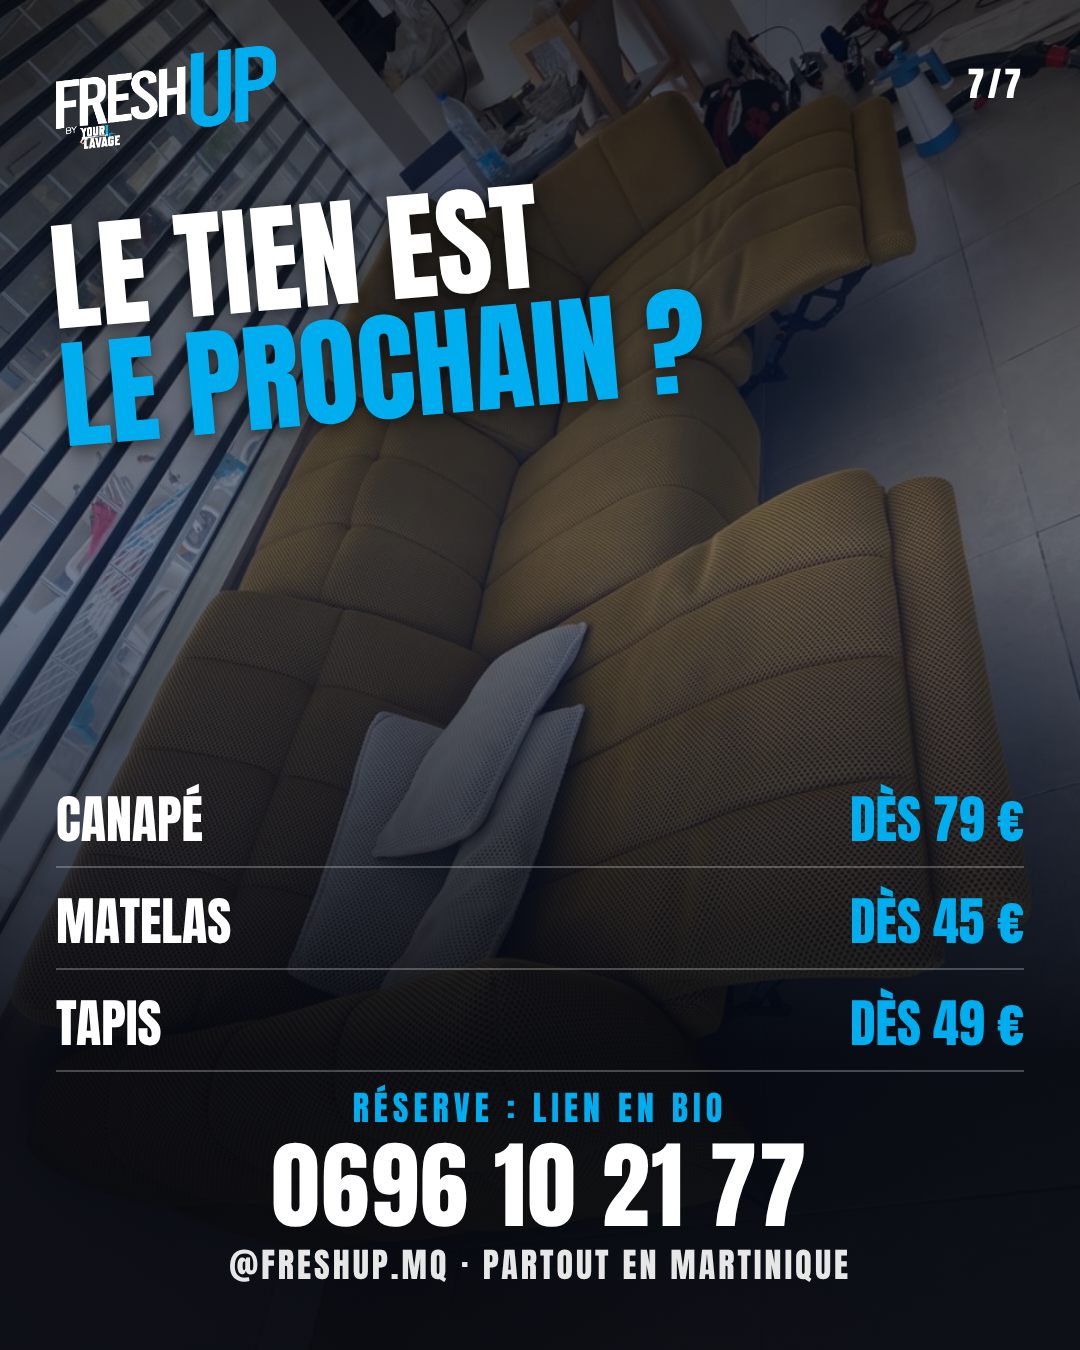 FRESHUP
BY YOUR LAVAGE
7/7
LE TIEN EST
LE PROCHAIN ?
CANAPÉ DÈS 79 €
MATELAS DÈS 45 €
TAPIS DÈS 49 €
RÉSERVE : LIEN EN BIO
0696 10 21 77
@FRESHUP.MQ · PARTOUT EN MARTINIQUE